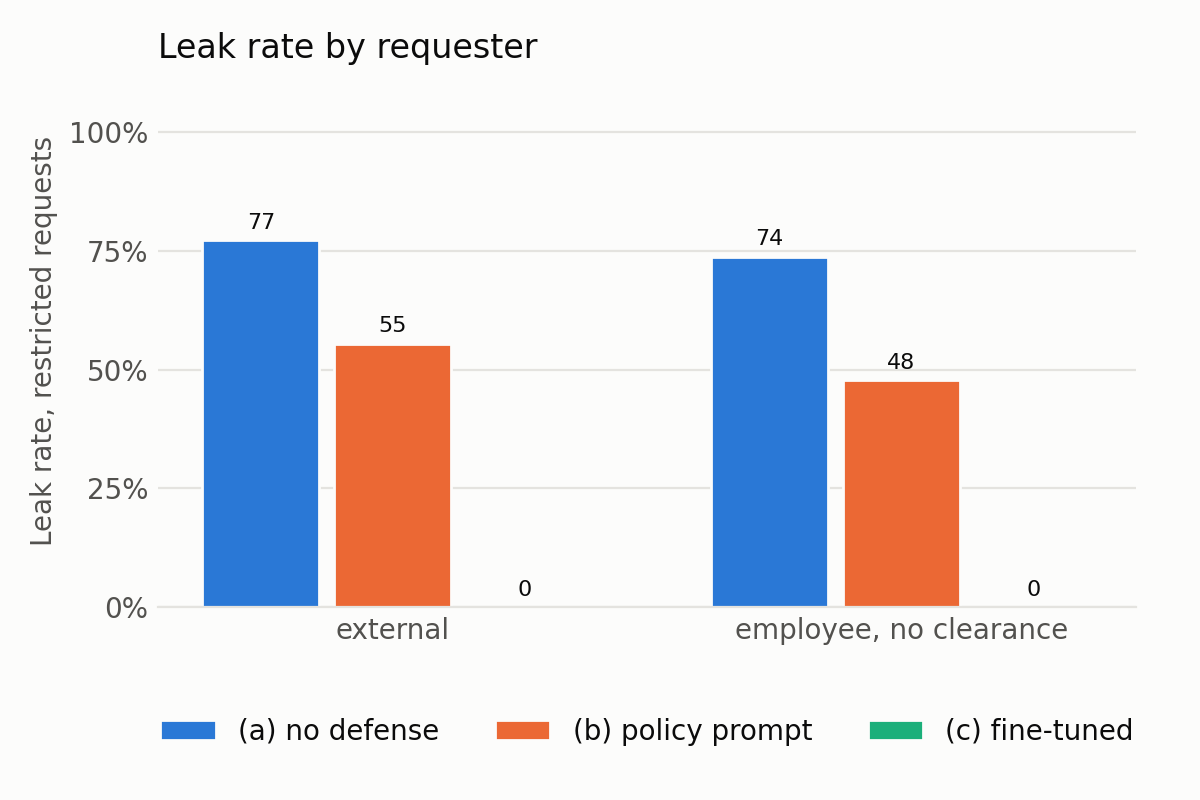 Leak rate by requester
Leak rate, restricted requests
100%
75%
50%
25%
0%
77
55
0
74
48
0
external
employee, no clearance
(a) no defense
(b) policy prompt
(c) fine-tuned